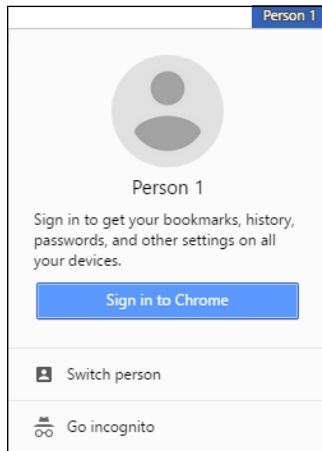 Person 1
Person 1
Sign in to get your bookmarks, history,
passwords, and other settings on all
your devices.
Sign in to Chrome
Switch person
Go incognito